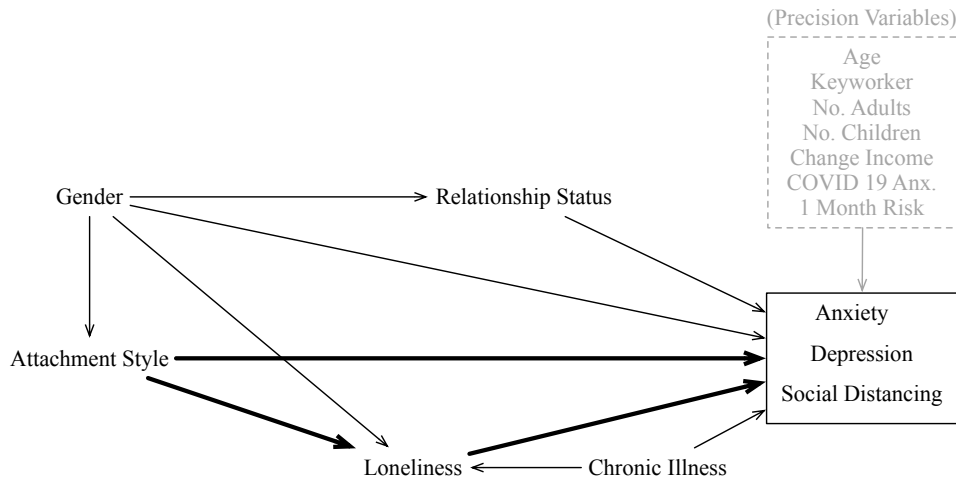 (Precision Variables)
Age
Keyworker
No. Adults
No. Children
Change Income
COVID 19 Anx.
1 Month Risk
Gender
Relationship Status
Anxiety
Attachment Style
Depression
Social Distancing
Loneliness
Chronic Illness